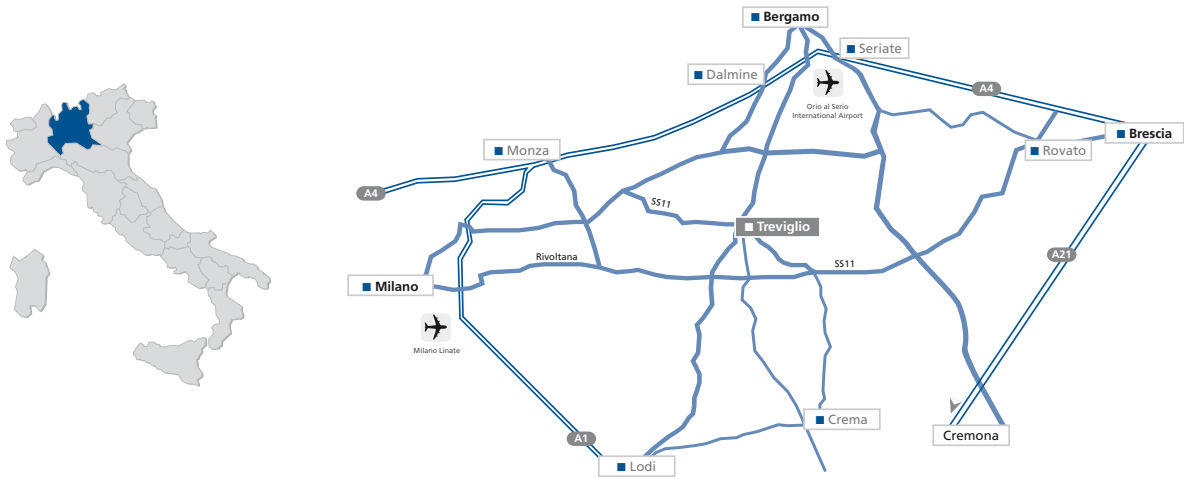 Bergamo
Seriate
Dalmine
A4
Orio al Serio
International Airport
Brescia
Monza
Rovato
A4
SS11
Treviglio
A21
Rivoltana
SS11
Milano
Milano Linate
Crema
Cremona
A1
Lodi